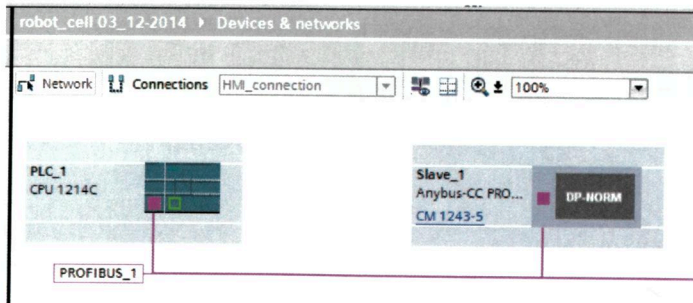 robot_cell 03_12-2014 ▸ Devices & networks
Network Connections HMI_connection 100%
PLC_1
CPU 1214C
Slave_1
Anybus-CC PRO...
CM 1243-5
DP-NORM
PROFIBUS_1